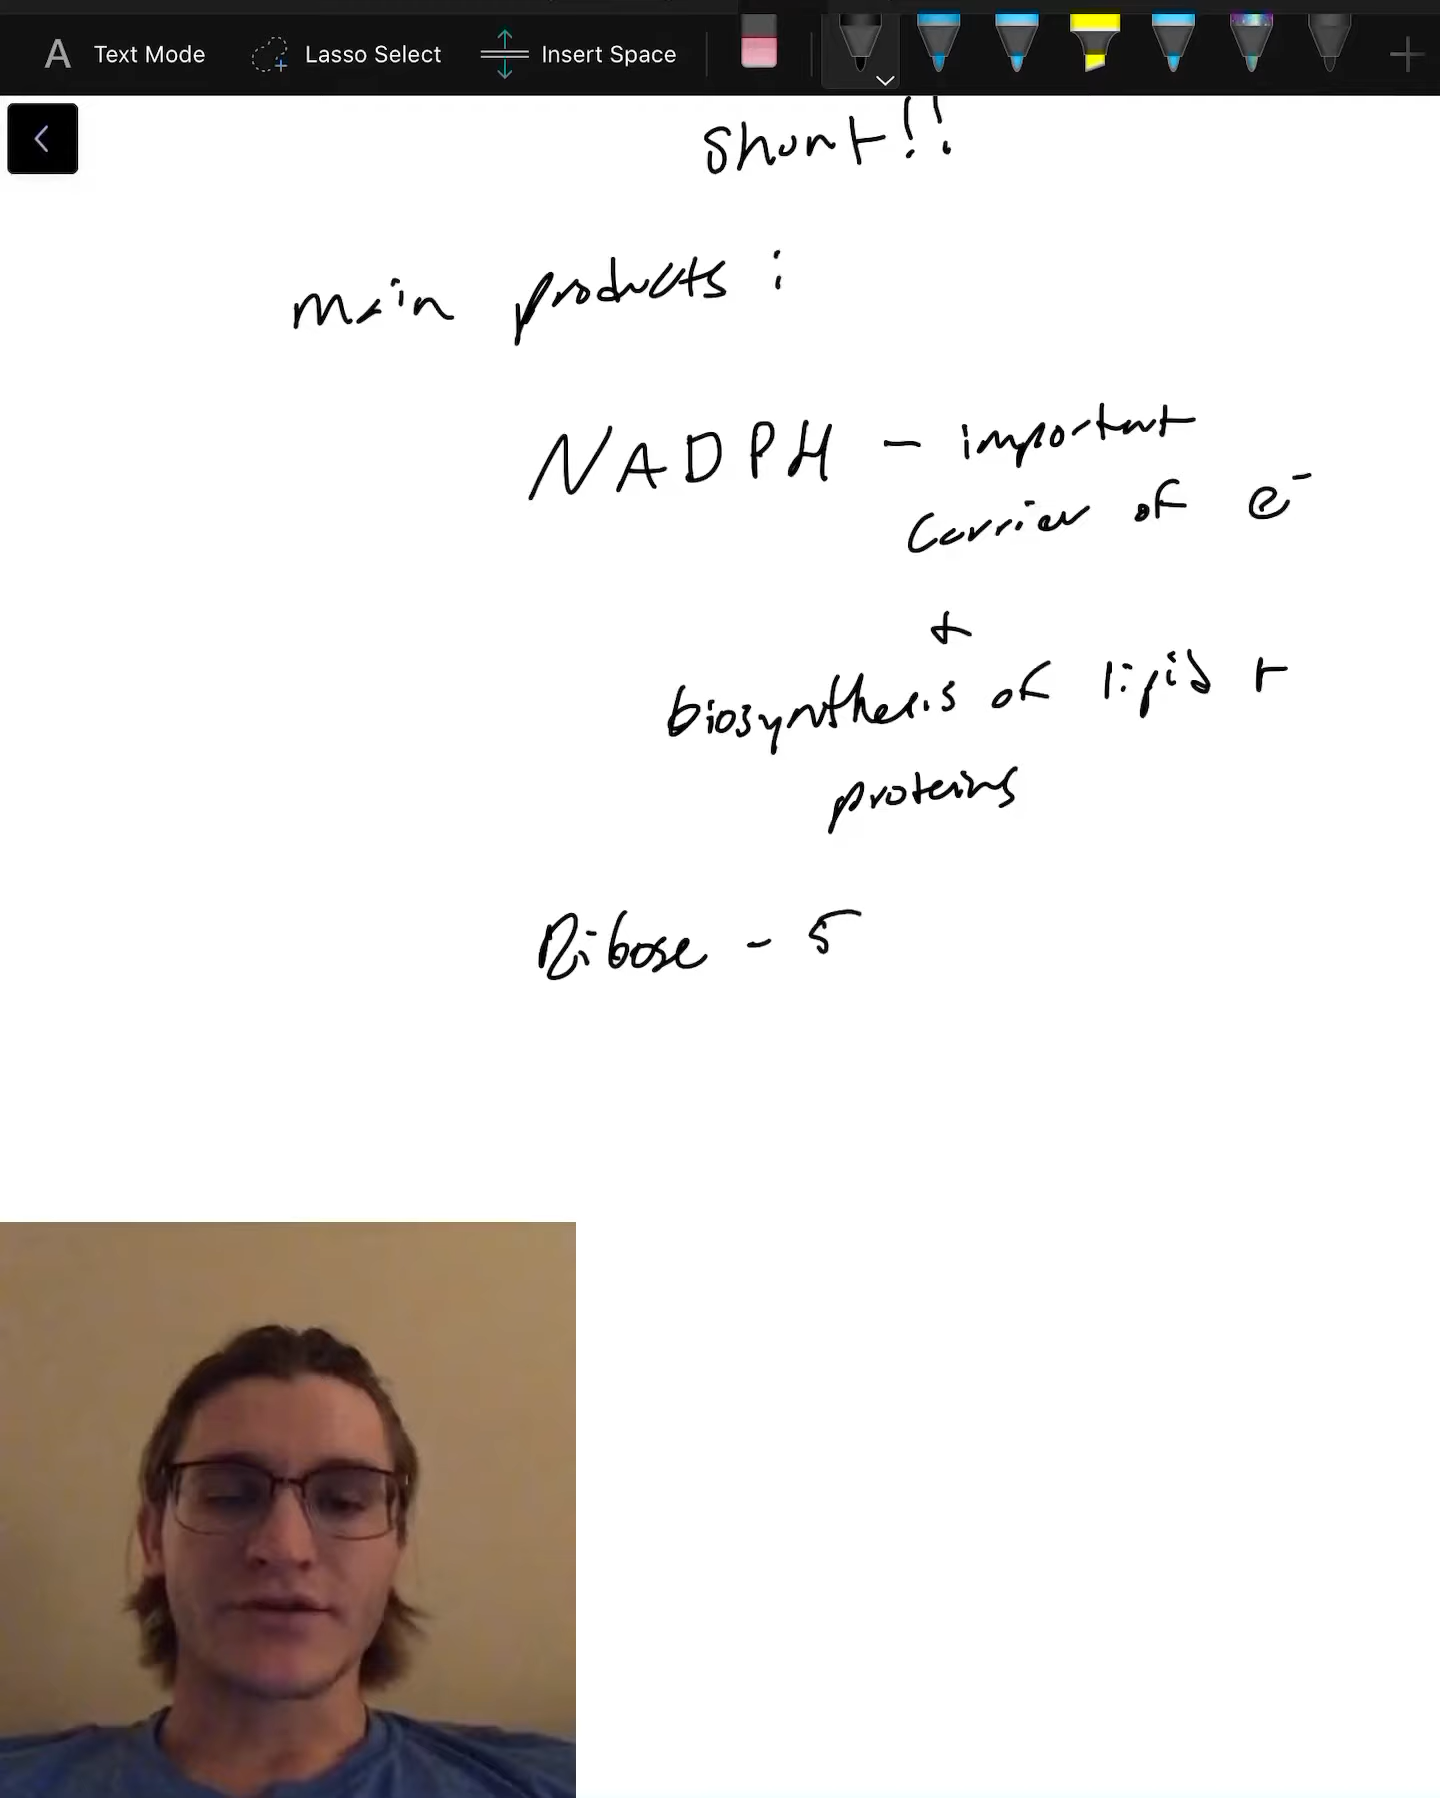 A Text Mode Lasso Select Insert Space
Shunt!!
main products :
NADPH - important
carrier of e⁻
+
biosynthesis of lipid +
proteins
Ribose - 5